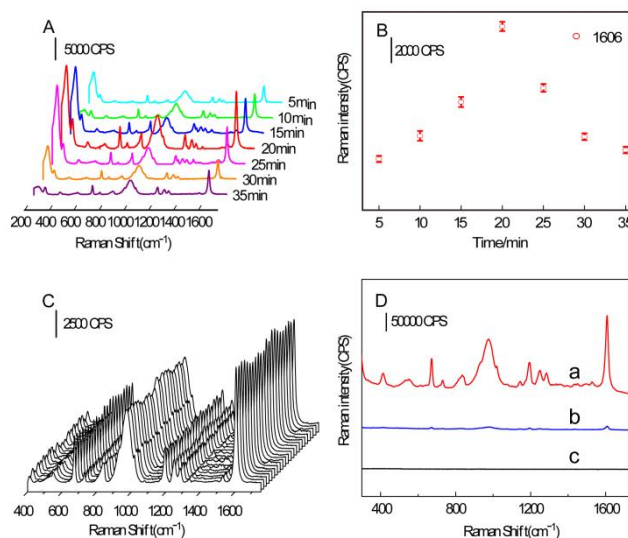 A
5000 CPS
5min
10min
15min
20min
25min
30min
35min
200 400 600 800 1000 1200 1400
Raman Shift(cm⁻¹)
B
2000 CPS
1606
Raman intensity(CPS)
5 10 15 20 25 30 35
Time/min
C
2500 CPS
400 600 800 1000 1200 1400 1600
Raman Shift(cm⁻¹)
D
50000 CPS
a
b
c
Raman intensity(CPS)
400 800 1200 1600
Raman Shift(cm⁻¹)